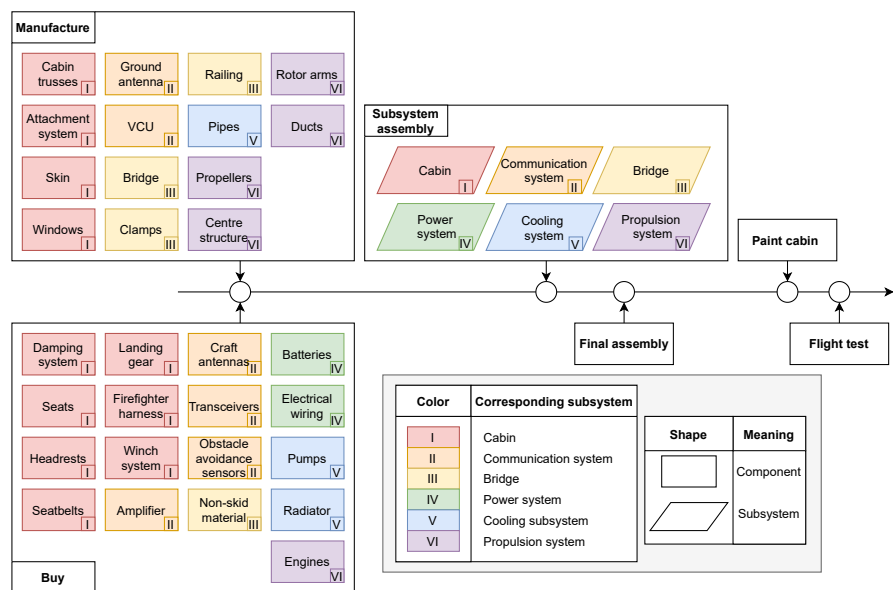 Manufacture
Cabin
trusses
I
Ground
antenna
II
Railing
III
Rotor arms
VI
Attachment
system
I
VCU
II
Pipes
V
Ducts
VI
Skin
I
Bridge
III
Propellers
VI
Windows
I
Clamps
III
Centre
structure
VI
Subsystem
assembly
Cabin
I
Communication
system
II
Bridge
III
Power
system
IV
Cooling
system
V
Propulsion
system
VI
Paint cabin
Final assembly
Flight test
Damping
system
I
Landing
gear
I
Craft
antennas
II
Batteries
IV
Seats
I
Firefighter
harness
I
Transceivers
II
Electrical
wiring
IV
Headrests
I
Winch
system
I
Obstacle
avoidance
sensors
II
Pumps
V
Seatbelts
I
Amplifier
II
Non-skid
material
III
Radiator
V
Engines
VI
Buy
Color
Corresponding subsystem
I
Cabin
II
Communication system
III
Bridge
IV
Power system
V
Cooling subsystem
VI
Propulsion system
Shape
Meaning
Component
Subsystem